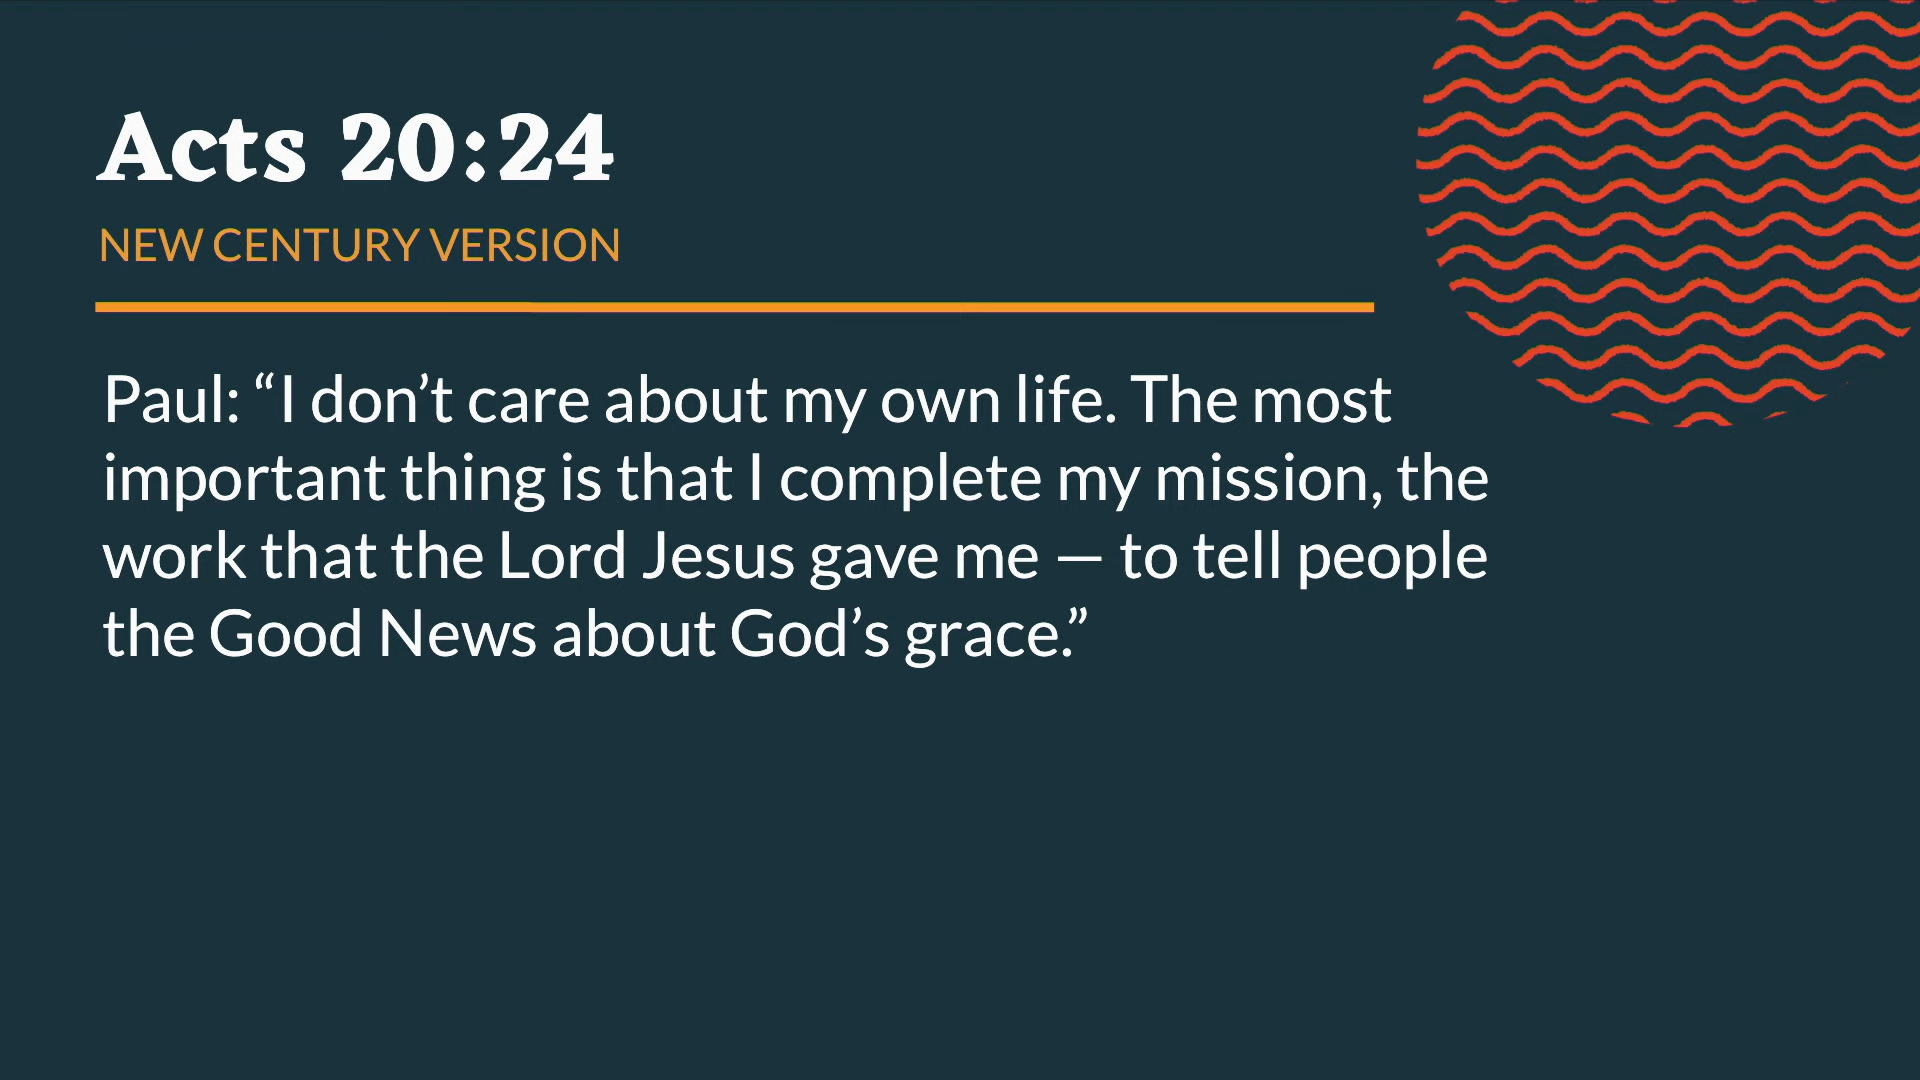 Acts 20:24
NEW CENTURY VERSION
Paul: “I don’t care about my own life. The most
important thing is that I complete my mission, the
work that the Lord Jesus gave me — to tell people
the Good News about God’s grace.”